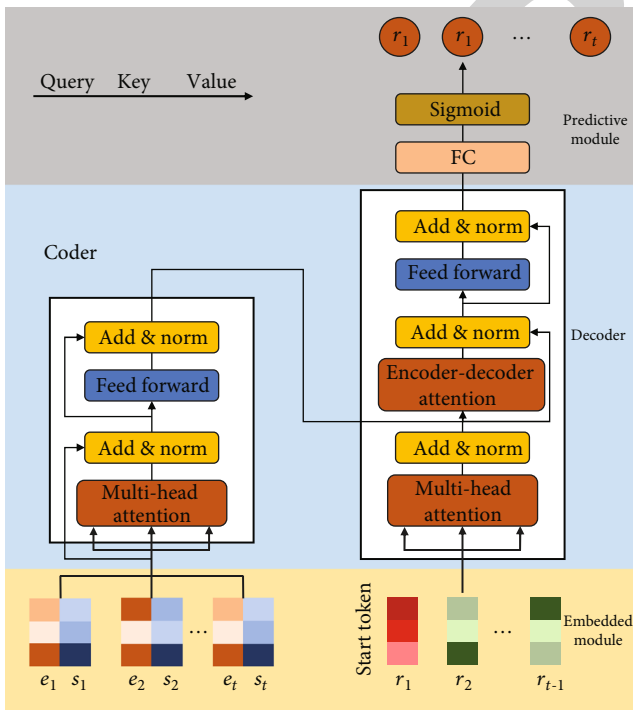 r1 r1 ... rt
Query Key Value
Sigmoid
Predictive
module
FC
Add & norm
Coder
Feed forward
Add & norm
Decoder
Encoder-decoder
attention
Add & norm
Multi-head
attention
Add & norm
Feed forward
Add & norm
Multi-head
attention
Start token
Embedded
module
... ...
e1 s1 e2 s2 et st
r1 r2 rt-1